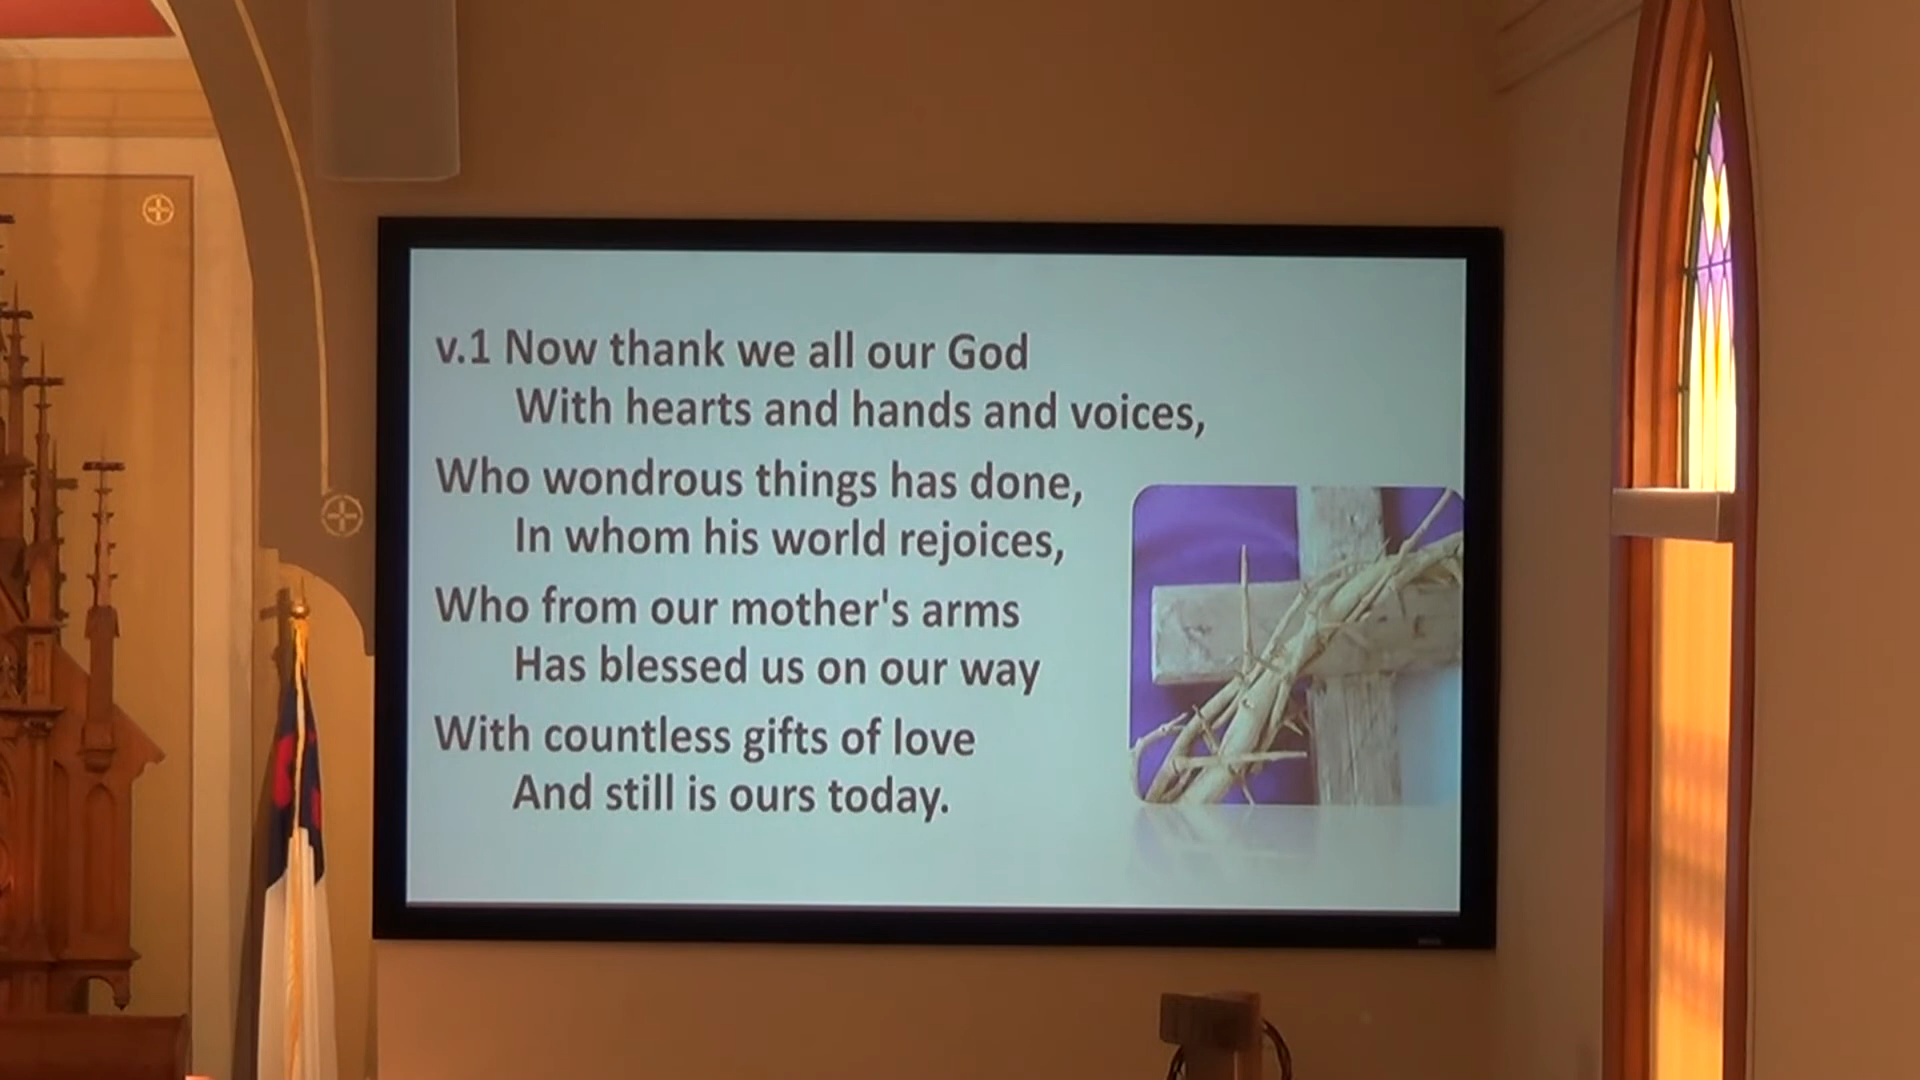 v.1 Now thank we all our God
With hearts and hands and voices,
Who wondrous things has done,
In whom his world rejoices,
Who from our mother's arms
Has blessed us on our way
With countless gifts of love
And still is ours today.